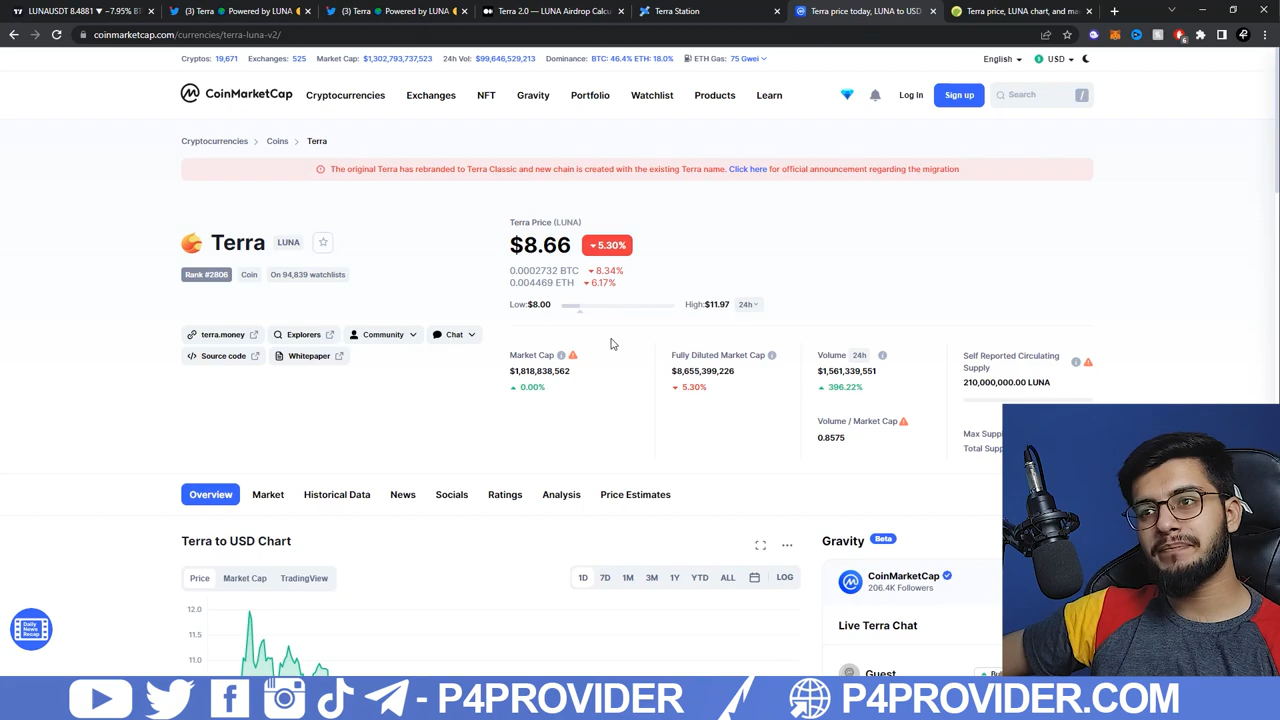 LUNAUSDT 8.4881 ▼ −7.95% B
(3) Terra 🌕 Powered by LUNA
(3) Terra 🌕 Powered by LUNA
Terra 2.0 — LUNA Airdrop Calcu
Terra Station
Terra price today, LUNA to USD
Terra price, LUNA chart, and ma
coinmarketcap.com/currencies/terra-luna-v2/
Cryptos: 19,671 Exchanges: 525 Market Cap: $1,302,793,737,523 24h Vol: $99,646,529,213 Dominance: BTC: 46.4% ETH: 18.0% ETH Gas: 75 Gwei
English USD
CoinMarketCap Cryptocurrencies Exchanges NFT Gravity Portfolio Watchlist Products Learn Log In Sign up Search /
Cryptocurrencies > Coins > Terra
The original Terra has rebranded to Terra Classic and new chain is created with the existing Terra name. Click here for official announcement regarding the migration
Terra LUNA
Rank #2806 Coin On 94,839 watchlists
terra.money Explorers Community Chat
Source code Whitepaper
Terra Price (LUNA)
$8.66 ▼ 5.30%
0.0002732 BTC ▼ 8.34%
0.004469 ETH ▼ 6.17%
Low: $8.00 High: $11.97 24h
Market Cap
$1,818,838,562
▲ 0.00%
Fully Diluted Market Cap
$8,655,399,226
▼ 5.30%
Volume 24h
$1,561,339,551
▲ 396.22%
Volume / Market Cap
0.8575
Self Reported Circulating
Supply
210,000,000.00 LUNA
Max Supp
Total Supp
Overview Market Historical Data News Socials Ratings Analysis Price Estimates
Terra to USD Chart
Price Market Cap TradingView
1D 7D 1M 3M 1Y YTD ALL LOG
12.0
11.5
11.0
Gravity Beta
CoinMarketCap
206.4K Followers
Live Terra Chat
Guest
Daily
News
Recap
- P4PROVIDER
P4PROVIDER.COM